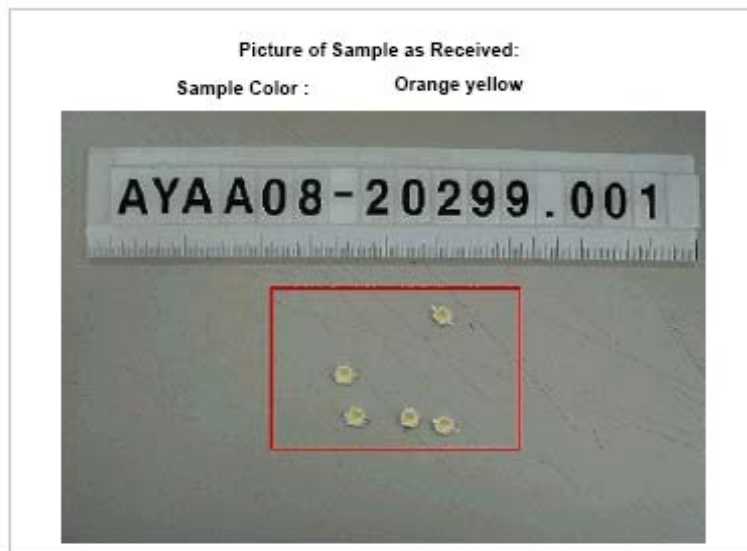 Picture of Sample as Received:
Sample Color : Orange yellow
AYAA08-20299.001